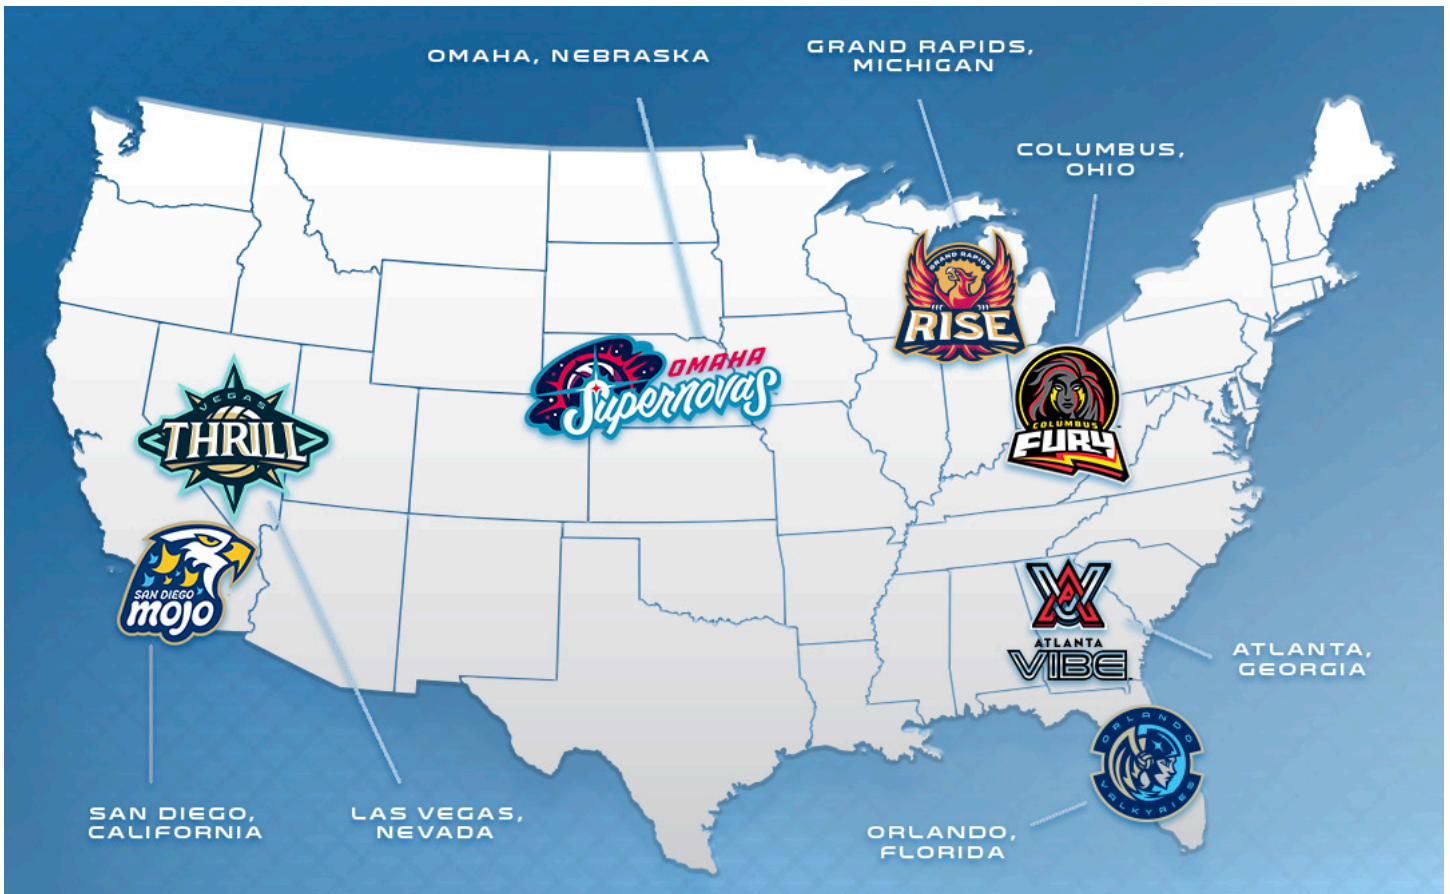 OMAHA, NEBRASKA
GRAND RAPIDS,
MICHIGAN
COLUMBUS,
OHIO
GRAND RAPIDS
RISE
OMAHA
Supernovas
VEGAS
THRILL
COLUMBUS
FURY
SAN DIEGO
mojo
ATLANTA
VIBE
ATLANTA,
GEORGIA
ORLANDO
VALKYRIES
SAN DIEGO,
CALIFORNIA
LAS VEGAS,
NEVADA
ORLANDO,
FLORIDA